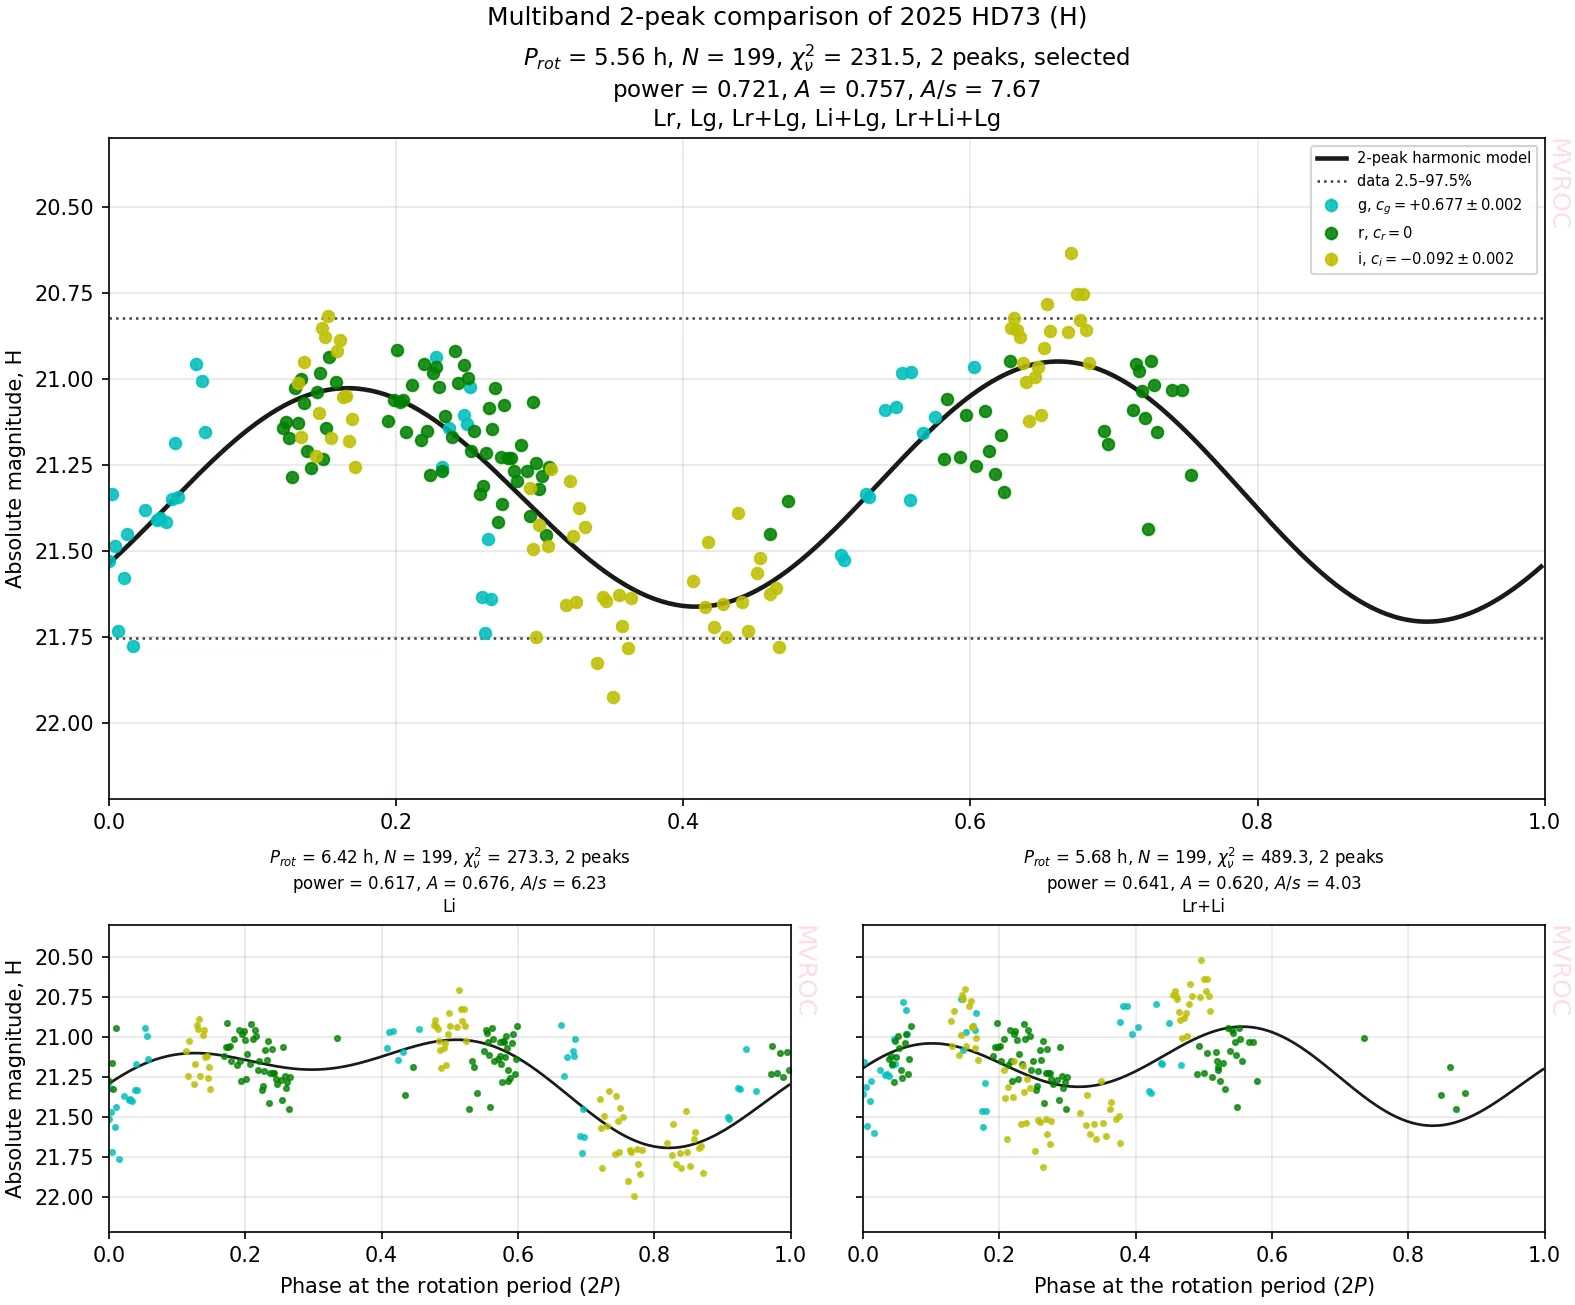 Multiband 2-peak comparison of 2025 HD73 (H)
P_rot = 5.56 h, N = 199, χ²_ν = 231.5, 2 peaks, selected
power = 0.721, A = 0.757, A/s = 7.67
Lr, Lg, Lr+Lg, Li+Lg, Lr+Li+Lg
2-peak harmonic model
data 2.5–97.5%
g, c_g = +0.677 ± 0.002
r, c_r = 0
i, c_i = −0.092 ± 0.002
MVROC
Absolute magnitude, H
20.50
20.75
21.00
21.25
21.50
21.75
22.00
0.0 0.2 0.4 0.6 0.8 1.0
P_rot = 6.42 h, N = 199, χ²_ν = 273.3, 2 peaks
power = 0.617, A = 0.676, A/s = 6.23
Li
MVROC
Absolute magnitude, H
20.50
20.75
21.00
21.25
21.50
21.75
22.00
0.0 0.2 0.4 0.6 0.8 1.0
Phase at the rotation period (2P)
P_rot = 5.68 h, N = 199, χ²_ν = 489.3, 2 peaks
power = 0.641, A = 0.620, A/s = 4.03
Lr+Li
MVROC
0.0 0.2 0.4 0.6 0.8 1.0
Phase at the rotation period (2P)